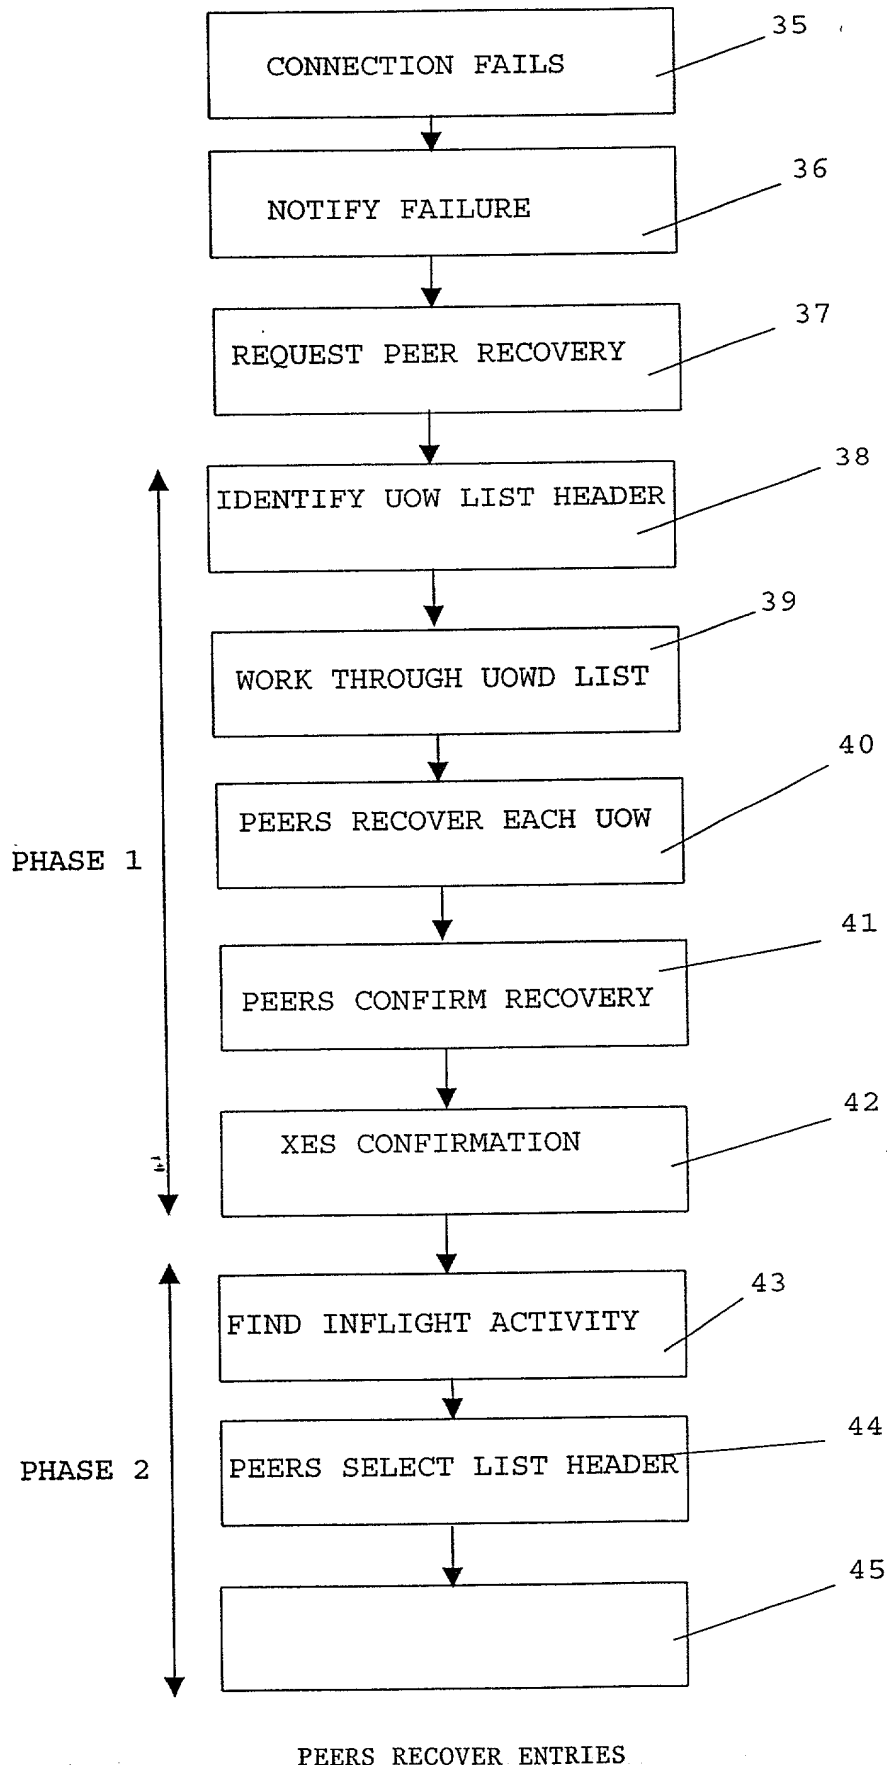 35
CONNECTION FAILS
36
NOTIFY FAILURE
37
REQUEST PEER RECOVERY
38
IDENTIFY UOW LIST HEADER
39
WORK THROUGH UOWD LIST
40
PEERS RECOVER EACH UOW
PHASE 1
41
PEERS CONFIRM RECOVERY
42
XES CONFIRMATION
43
FIND INFLIGHT ACTIVITY
44
PHASE 2
PEERS SELECT LIST HEADER
45
PEERS RECOVER ENTRIES